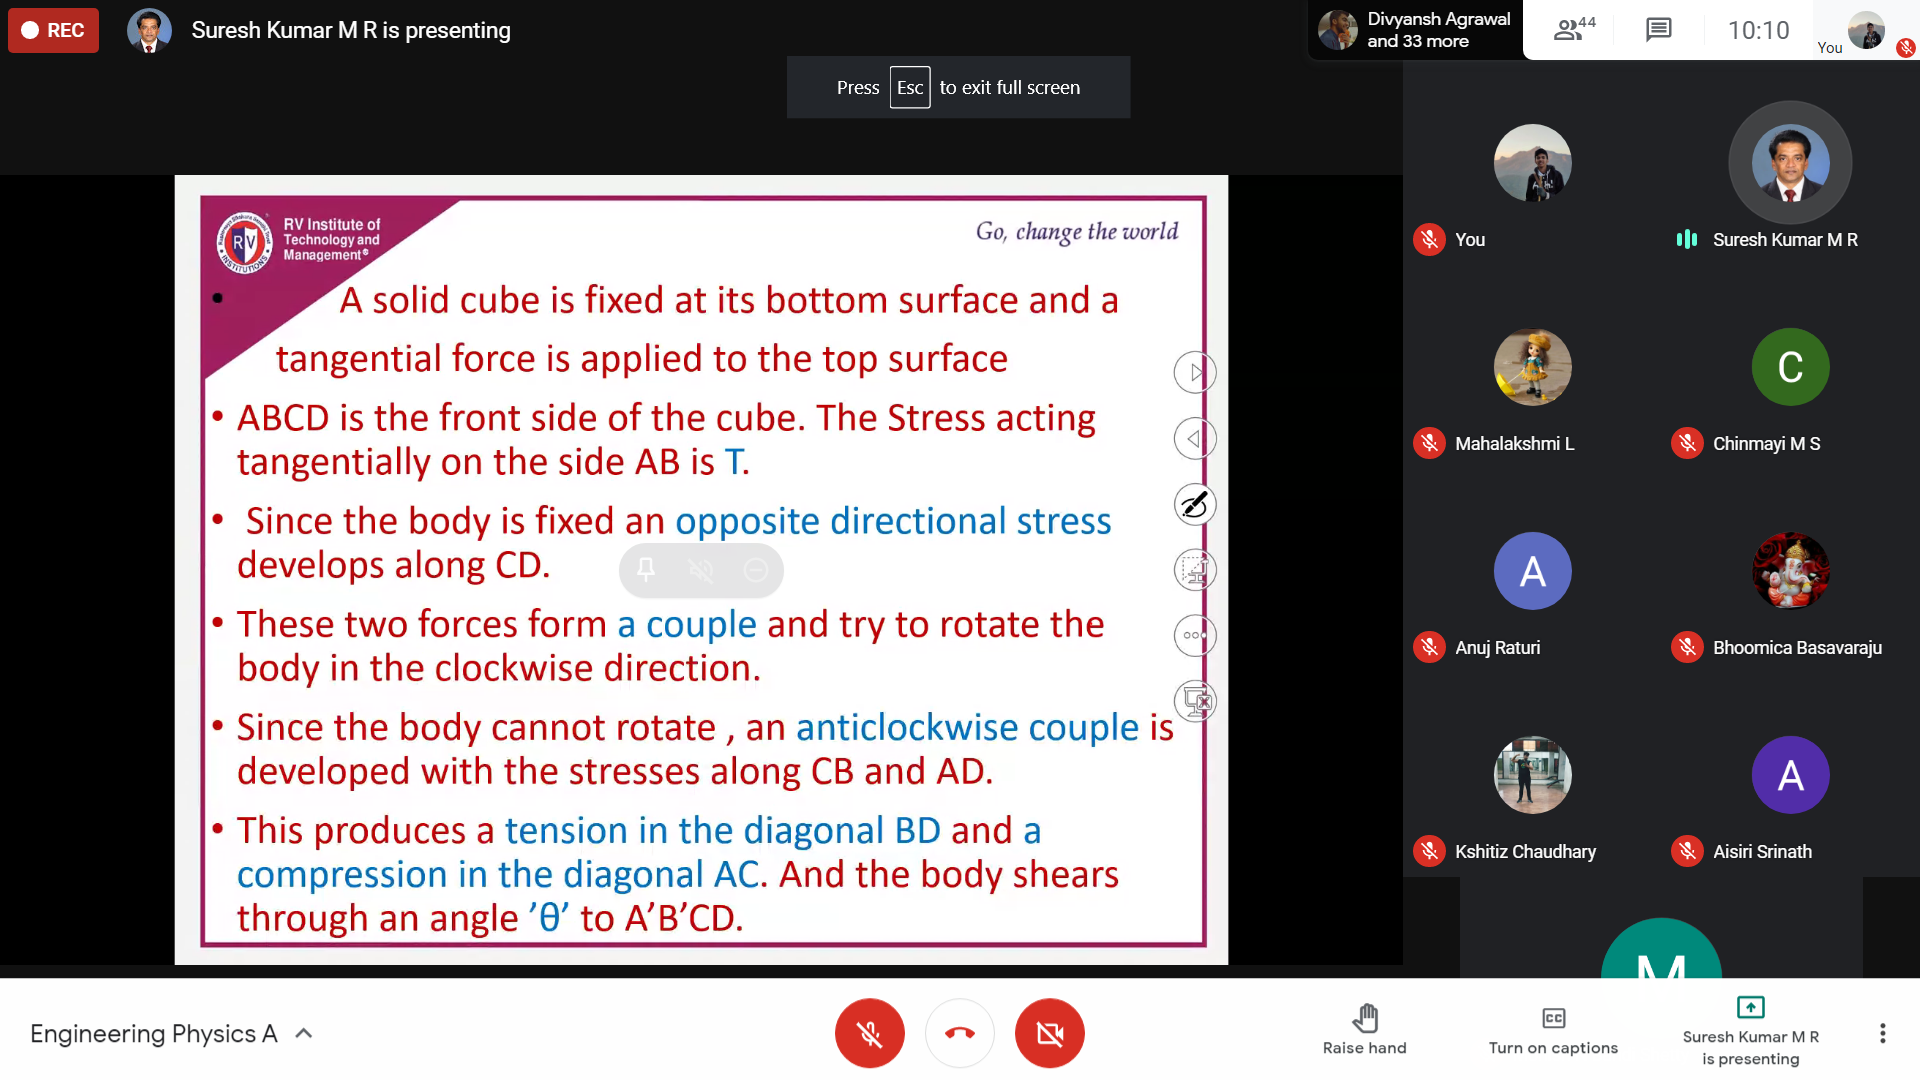 REC
Suresh Kumar M R is presenting
Divyansh Agrawal
and 33 more
44
10:10
You
Press Esc to exit full screen
RV Institute of
Technology and
Management®
RV
INSTITUTIONS
Go, change the world
• A solid cube is fixed at its bottom surface and a
tangential force is applied to the top surface
• ABCD is the front side of the cube. The Stress acting
tangentially on the side AB is T.
• Since the body is fixed an opposite directional stress
develops along CD.
• These two forces form a couple and try to rotate the
body in the clockwise direction.
• Since the body cannot rotate , an anticlockwise couple is
developed with the stresses along CB and AD.
• This produces a tension in the diagonal BD and a
compression in the diagonal AC. And the body shears
through an angle ’θ’ to A’B’CD.
You
Suresh Kumar M R
C
Mahalakshmi L
Chinmayi M S
A
Anuj Raturi
Bhoomica Basavaraju
A
Kshitiz Chaudhary
Aisiri Srinath
M
Engineering Physics A
Raise hand
CC
Turn on captions
Suresh Kumar M R
is presenting